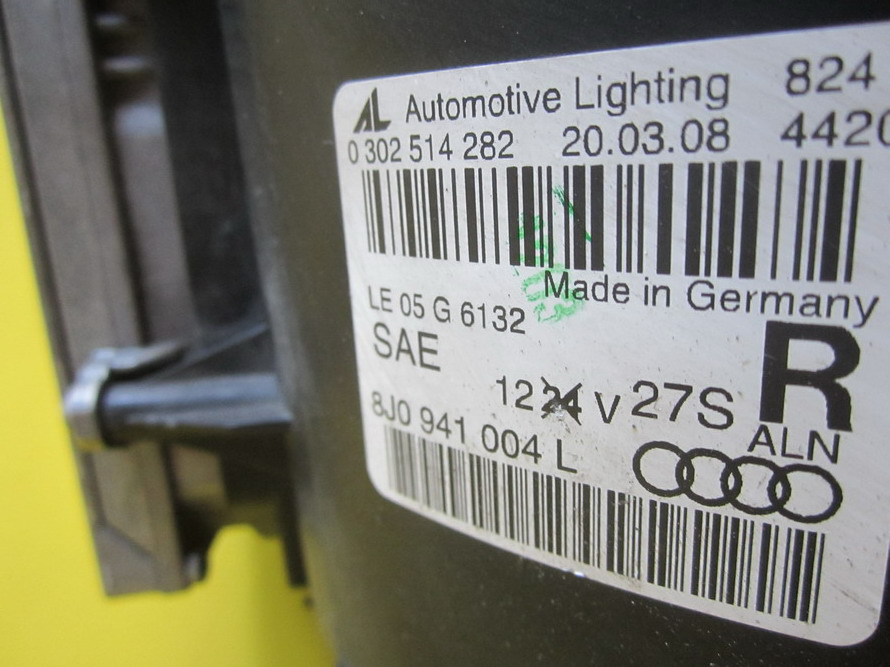 AL Automotive Lighting 824
0 302 514 282 20.03.08 442
Made in Germany
LE 05 G 6132
SAE R
12 24 V 27S
8J0 941 004 L ALN